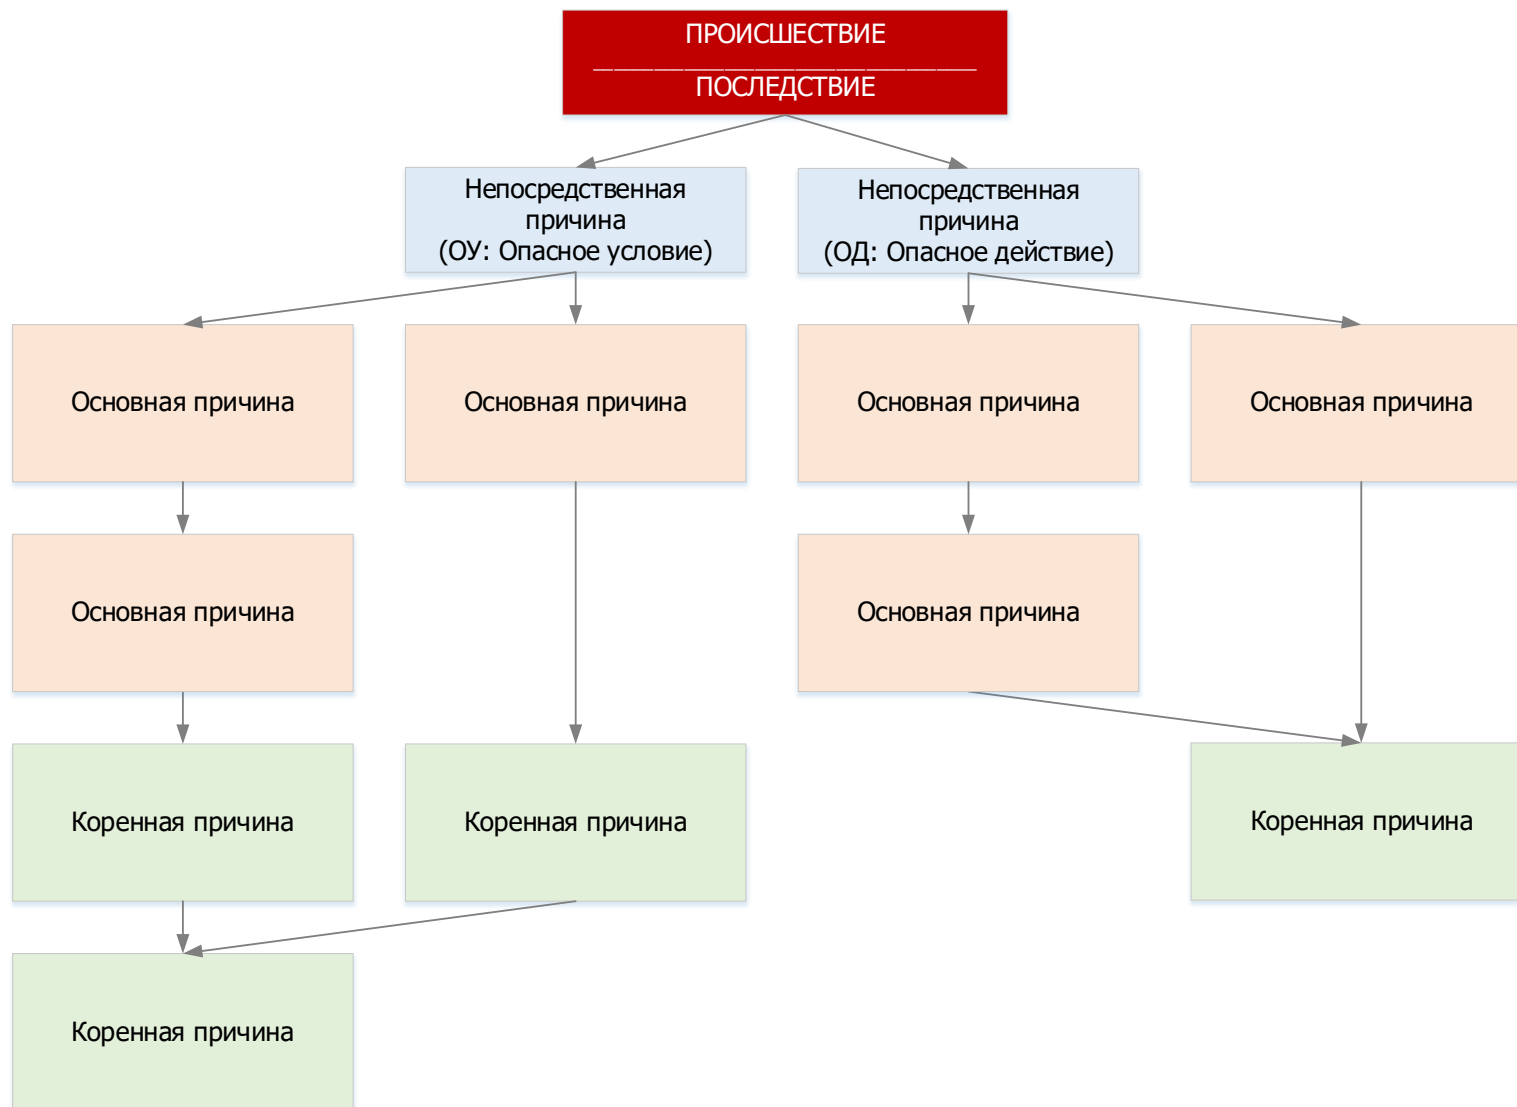 ПРОИСШЕСТВИЕ
____________________________
ПОСЛЕДСТВИЕ
Непосредственная
причина
(ОУ: Опасное условие)
Непосредственная
причина
(ОД: Опасное действие)
Основная причина
Основная причина
Основная причина
Основная причина
Основная причина
Основная причина
Коренная причина
Коренная причина
Коренная причина
Коренная причина